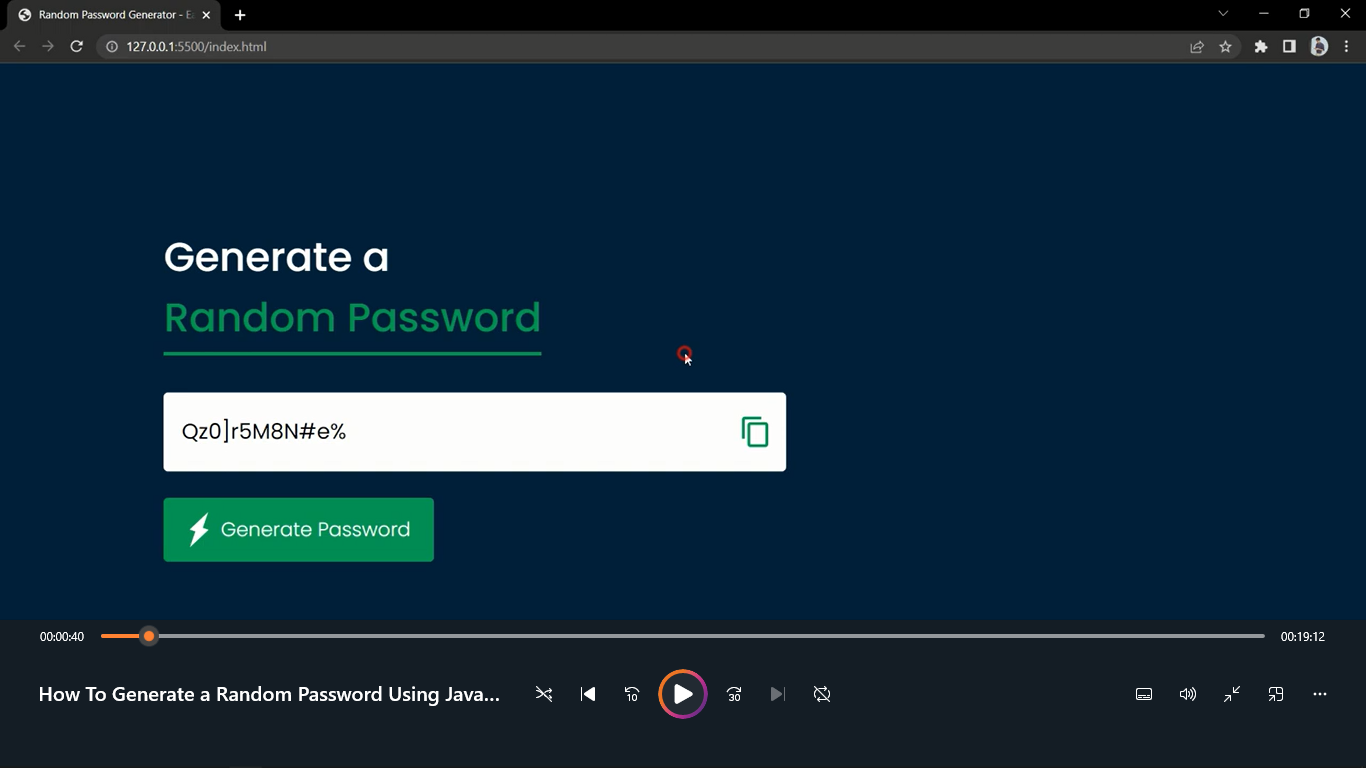 Random Password Generator - E
127.0.0.1:5500/index.html
Generate a
Random Password
Qz0]r5M8N#e%
Generate Password
00:00:40
00:19:12
How To Generate a Random Password Using Java...
10
30